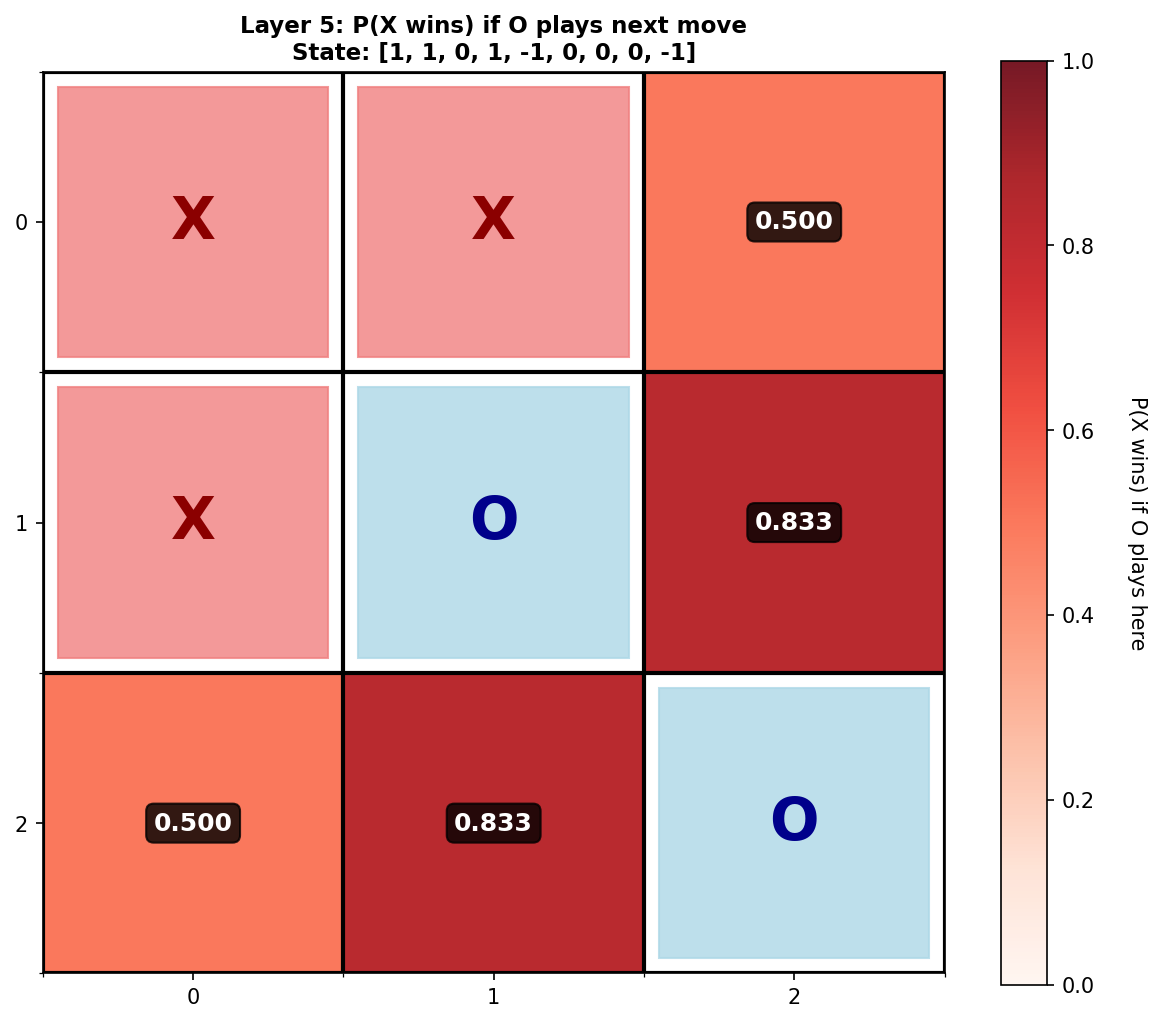 Layer 5: P(X wins) if O plays next move
State: [1, 1, 0, 1, -1, 0, 0, 0, -1]
0
X
X
0.500
1
X
O
0.833
2
0.500
0.833
O
0
1
2
1.0
0.8
0.6
0.4
0.2
0.0
P(X wins) if O plays here